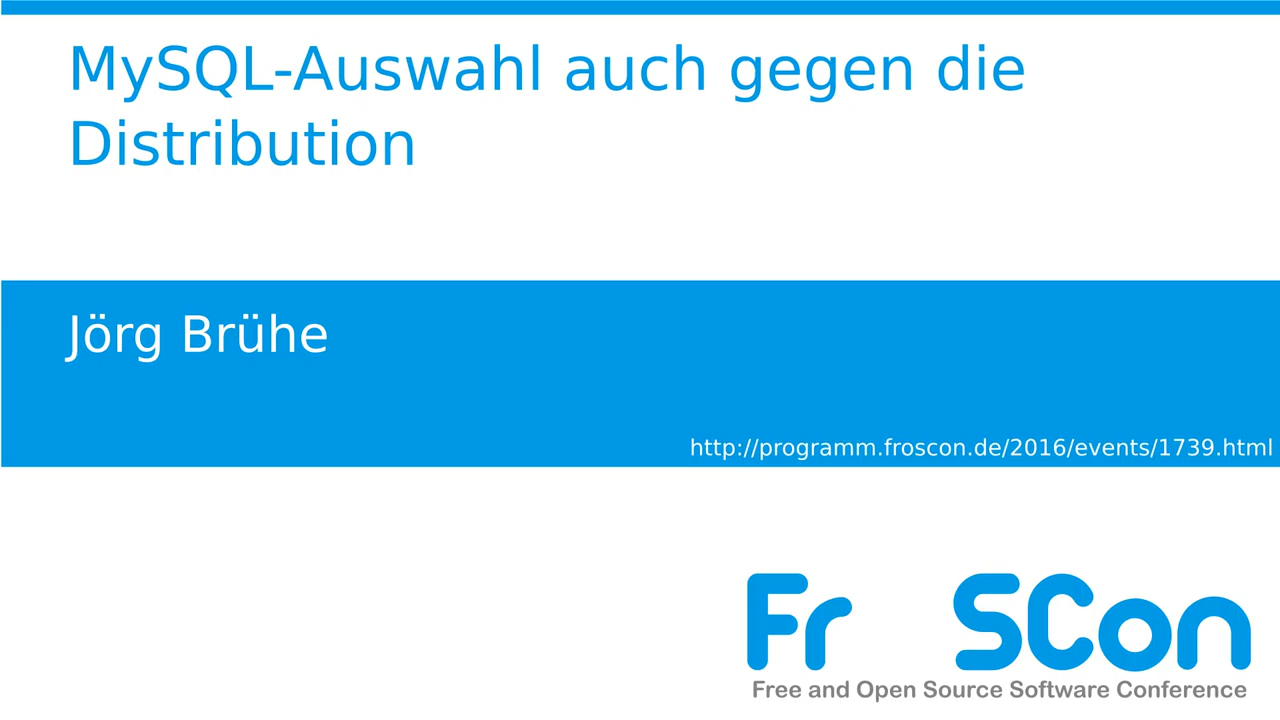 MySQL-Auswahl auch gegen die
Distribution
Jörg Brühe
http://programm.froscon.de/2016/events/1739.html
Fr SCon
Free and Open Source Software Conference